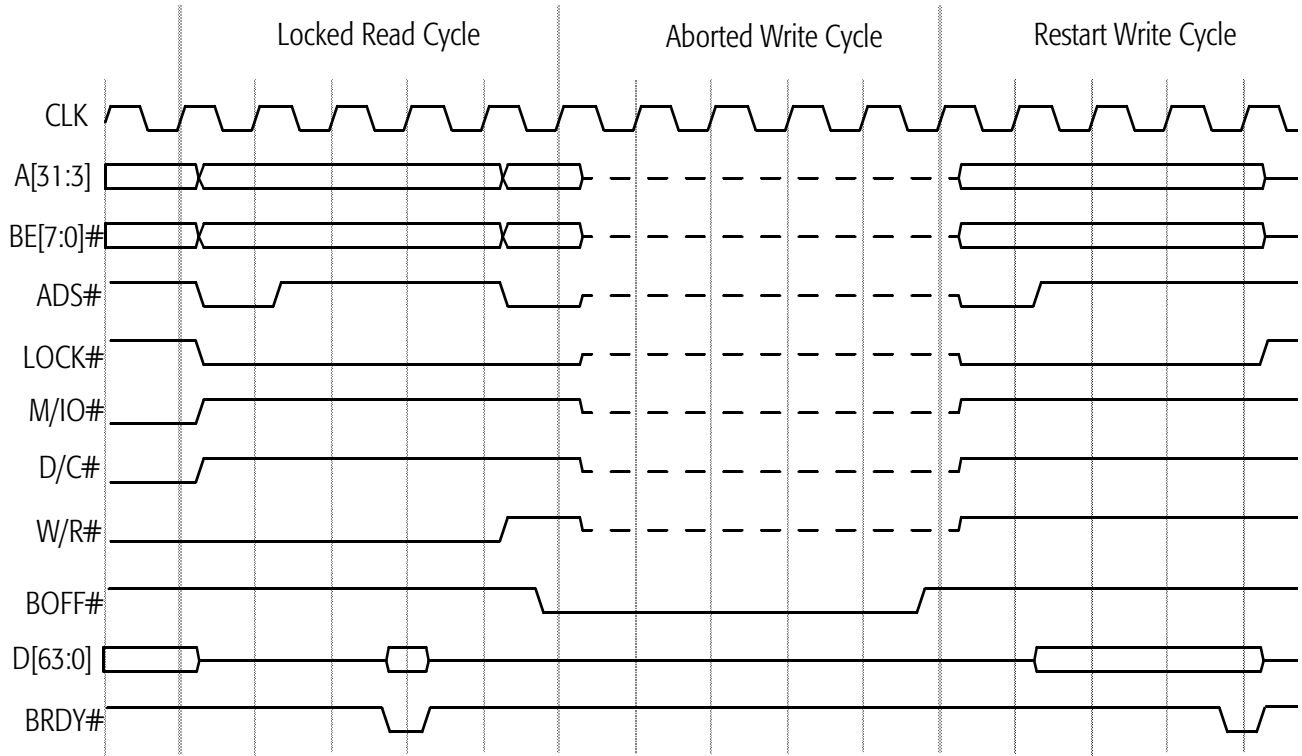 Locked Read Cycle Aborted Write Cycle Restart Write Cycle
CLK
A[31:3]
BE[7:0]#
ADS#
LOCK#
M/IO#
D/C#
W/R#
BOFF#
D[63:0]
BRDY#